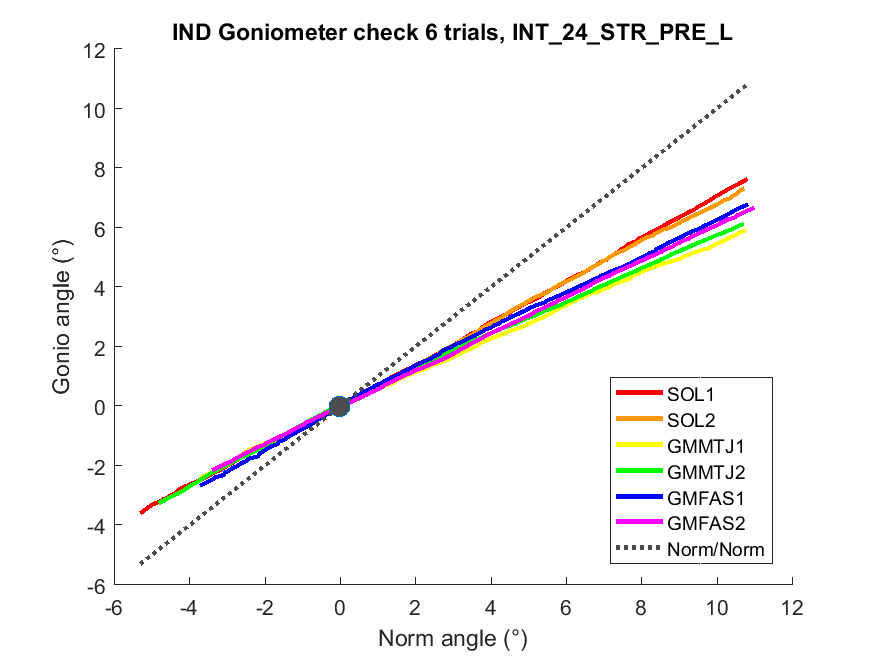 IND Goniometer check 6 trials, INT_24_STR_PRE_L
12
10
8
6
4
2
0
-2
-4
-6
Gonio angle (°)
-6 -4 -2 0 2 4 6 8 10 12
Norm angle (°)
SOL1
SOL2
GMMTJ1
GMMTJ2
GMFAS1
GMFAS2
Norm/Norm